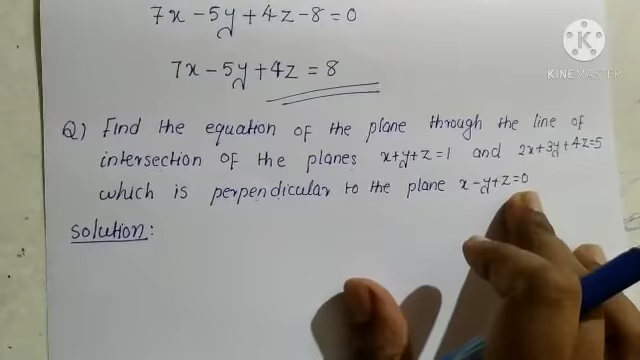 7x - 5y + 4z - 8 = 0
KINEMASTER
7x - 5y + 4z = 8
Q) Find the equation of the plane through the line of
intersection of the planes x+y+z=1 and 2x+3y+4z=5
which is perpendicular to the plane x-y+z=0
Solution: